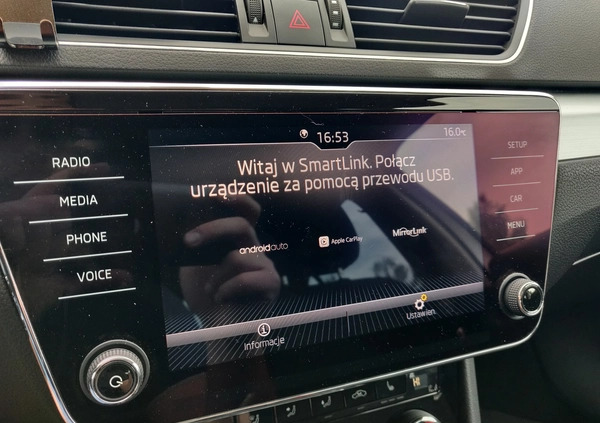 16:53
16.0°C
RADIO
MEDIA
PHONE
VOICE
Witaj w SmartLink. Połącz
urządzenie za pomocą przewodu USB.
androidauto
Apple CarPlay
MirrorLink
Informacje
Ustawien.
SETUP
APP
CAR
MENU